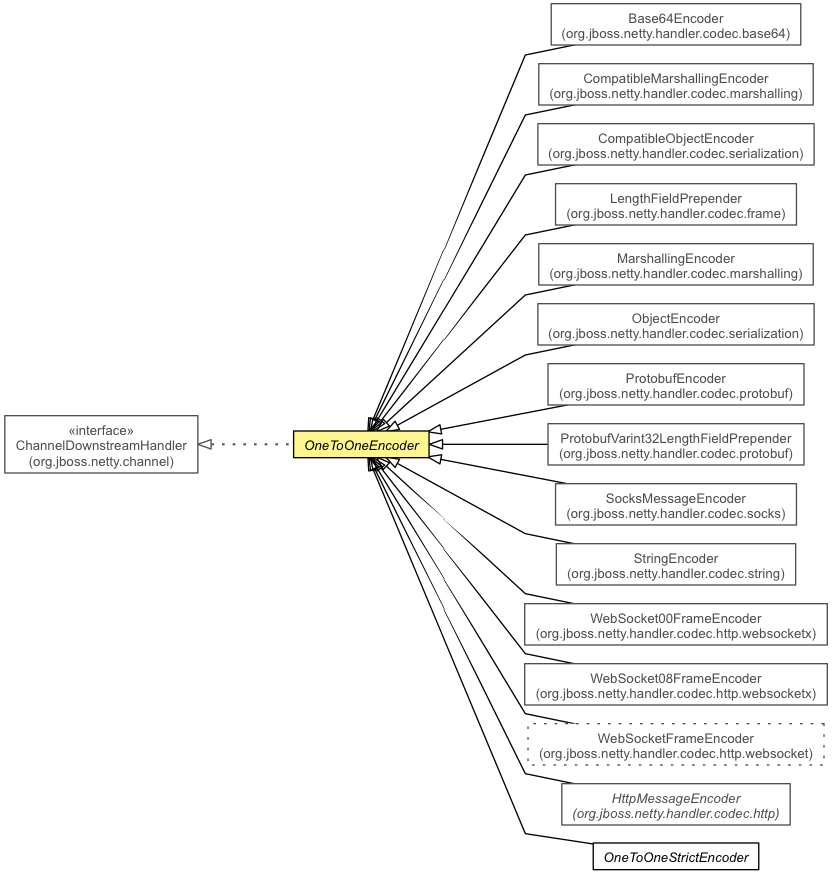 Base64Encoder
(org.jboss.netty.handler.codec.base64)
CompatibleMarshallingEncoder
(org.jboss.netty.handler.codec.marshalling)
CompatibleObjectEncoder
(org.jboss.netty.handler.codec.serialization)
LengthFieldPrepender
(org.jboss.netty.handler.codec.frame)
MarshallingEncoder
(org.jboss.netty.handler.codec.marshalling)
ObjectEncoder
(org.jboss.netty.handler.codec.serialization)
ProtobufEncoder
(org.jboss.netty.handler.codec.protobuf)
«interface»
ChannelDownstreamHandler
(org.jboss.netty.channel)
OneToOneEncoder
ProtobufVarint32LengthFieldPrepender
(org.jboss.netty.handler.codec.protobuf)
SocksMessageEncoder
(org.jboss.netty.handler.codec.socks)
StringEncoder
(org.jboss.netty.handler.codec.string)
WebSocket00FrameEncoder
(org.jboss.netty.handler.codec.http.websocketx)
WebSocket08FrameEncoder
(org.jboss.netty.handler.codec.http.websocketx)
WebSocketFrameEncoder
(org.jboss.netty.handler.codec.http.websocket)
HttpMessageEncoder
(org.jboss.netty.handler.codec.http)
OneToOneStrictEncoder